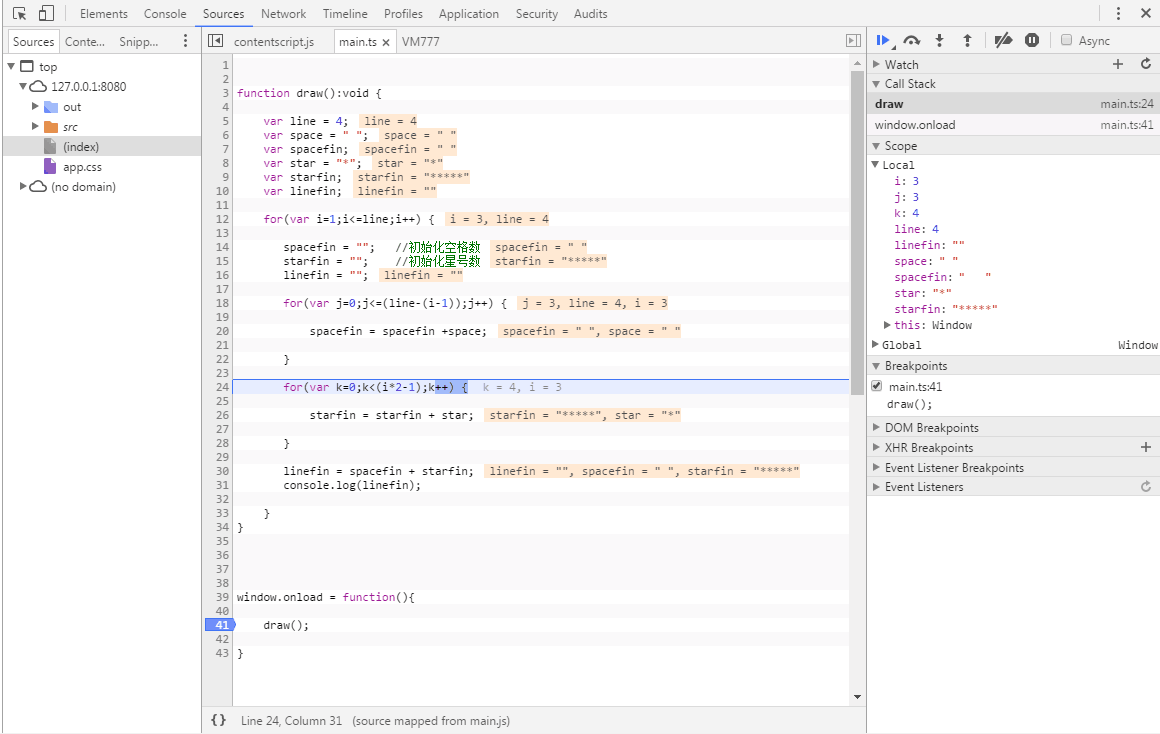 Elements Console Sources Network Timeline Profiles Application Security Audits
Sources Conte... Snipp...
top
127.0.0.1:8080
out
src
(index)
app.css
(no domain)
contentscript.js main.ts × VM777
1
2
3 function draw():void {
4
5 var line = 4; line = 4
6 var space = " "; space = " "
7 var spacefin; spacefin = " "
8 var star = "*"; star = "*"
9 var starfin; starfin = "*****"
10 var linefin; linefin = ""
11
12 for(var i=1;i<=line;i++) { i = 3, line = 4
13
14 spacefin = ""; //初始化空格数 spacefin = " "
15 starfin = ""; //初始化星号数 starfin = "*****"
16 linefin = ""; linefin = ""
17
18 for(var j=0;j<=(line-(i-1));j++) { j = 3, line = 4, i = 3
19
20 spacefin = spacefin +space; spacefin = " ", space = " "
21
22 }
23
24 for(var k=0;k<(i*2-1);k++) { k = 4, i = 3
25
26 starfin = starfin + star; starfin = "*****", star = "*"
27
28 }
29
30 linefin = spacefin + starfin; linefin = "", spacefin = " ", starfin = "*****"
31 console.log(linefin);
32
33 }
34 }
35
36
37
38
39 window.onload = function(){
40
41 draw();
42
43 }
{} Line 24, Column 31 (source mapped from main.js)
Async
Watch
Call Stack
draw main.ts:24
window.onload main.ts:41
Scope
Local
i: 3
j: 3
k: 4
line: 4
linefin: ""
space: " "
spacefin: "   "
star: "*"
starfin: "*****"
this: Window
Global Window
Breakpoints
main.ts:41
draw();
DOM Breakpoints
XHR Breakpoints
Event Listener Breakpoints
Event Listeners